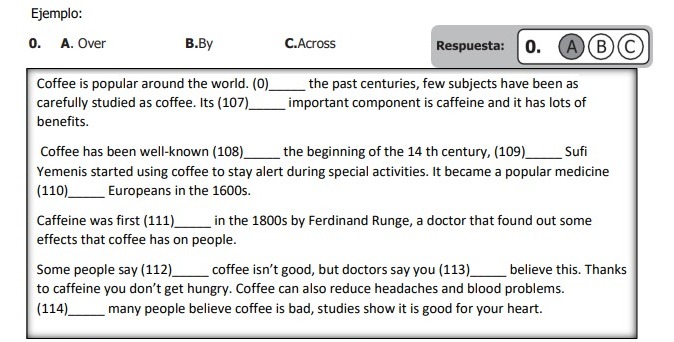 Ejemplo:
0. A. Over B.By C.Across Respuesta: 0. A B C
Coffee is popular around the world. (0)_____ the past centuries, few subjects have been as
carefully studied as coffee. Its (107)_____ important component is caffeine and it has lots of
benefits.
Coffee has been well-known (108)_____ the beginning of the 14 th century, (109)_____ Sufi
Yemenis started using coffee to stay alert during special activities. It became a popular medicine
(110)_____ Europeans in the 1600s.
Caffeine was first (111)_____ in the 1800s by Ferdinand Runge, a doctor that found out some
effects that coffee has on people.
Some people say (112)_____ coffee isn’t good, but doctors say you (113)_____ believe this. Thanks
to caffeine you don’t get hungry. Coffee can also reduce headaches and blood problems.
(114)_____ many people believe coffee is bad, studies show it is good for your heart.